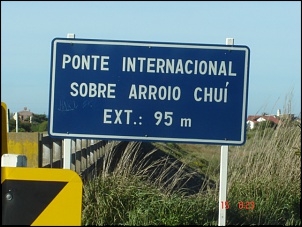 PONTE INTERNACIONAL
SOBRE ARROIO CHUÍ
EXT.: 95 m